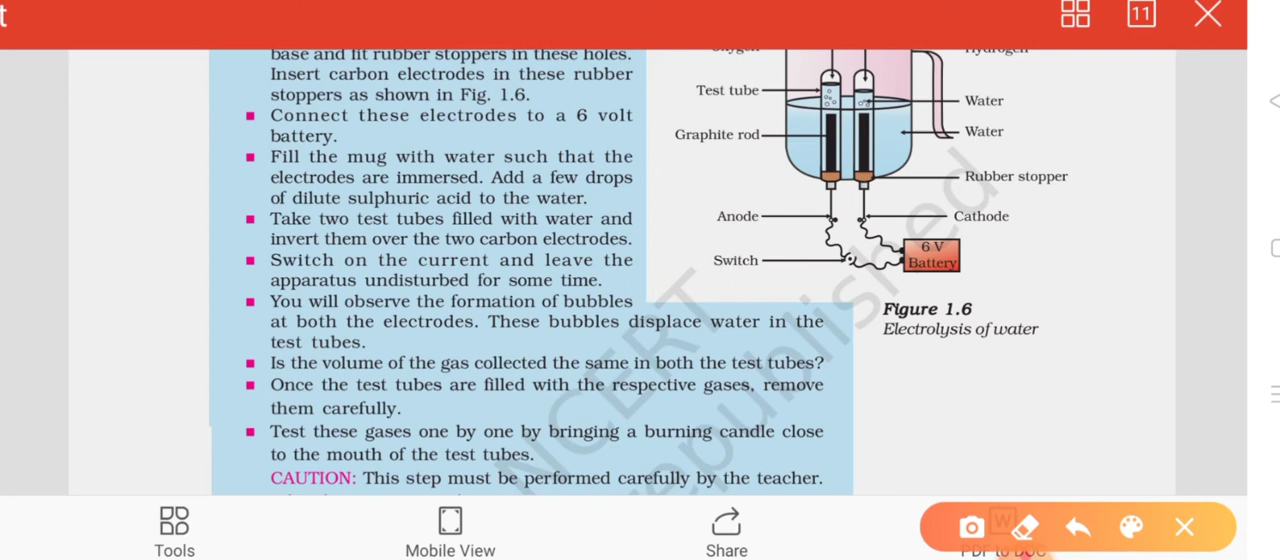 t
11
base and fit rubber stoppers in these holes.
Insert carbon electrodes in these rubber
stoppers as shown in Fig. 1.6.
■ Connect these electrodes to a 6 volt
battery.
■ Fill the mug with water such that the
electrodes are immersed. Add a few drops
of dilute sulphuric acid to the water.
■ Take two test tubes filled with water and
invert them over the two carbon electrodes.
■ Switch on the current and leave the
apparatus undisturbed for some time.
■ You will observe the formation of bubbles
at both the electrodes. These bubbles displace water in the
test tubes.
■ Is the volume of the gas collected the same in both the test tubes?
■ Once the test tubes are filled with the respective gases, remove
them carefully.
■ Test these gases one by one by bringing a burning candle close
to the mouth of the test tubes.
CAUTION: This step must be performed carefully by the teacher.
Oxygen
Hydrogen
Test tube
Water
Graphite rod
Water
Rubber stopper
Anode
Cathode
Switch
6 V
Battery
Figure 1.6
Electrolysis of water
NCERT
republished
Tools
Mobile View
Share
W
PDF to DOC